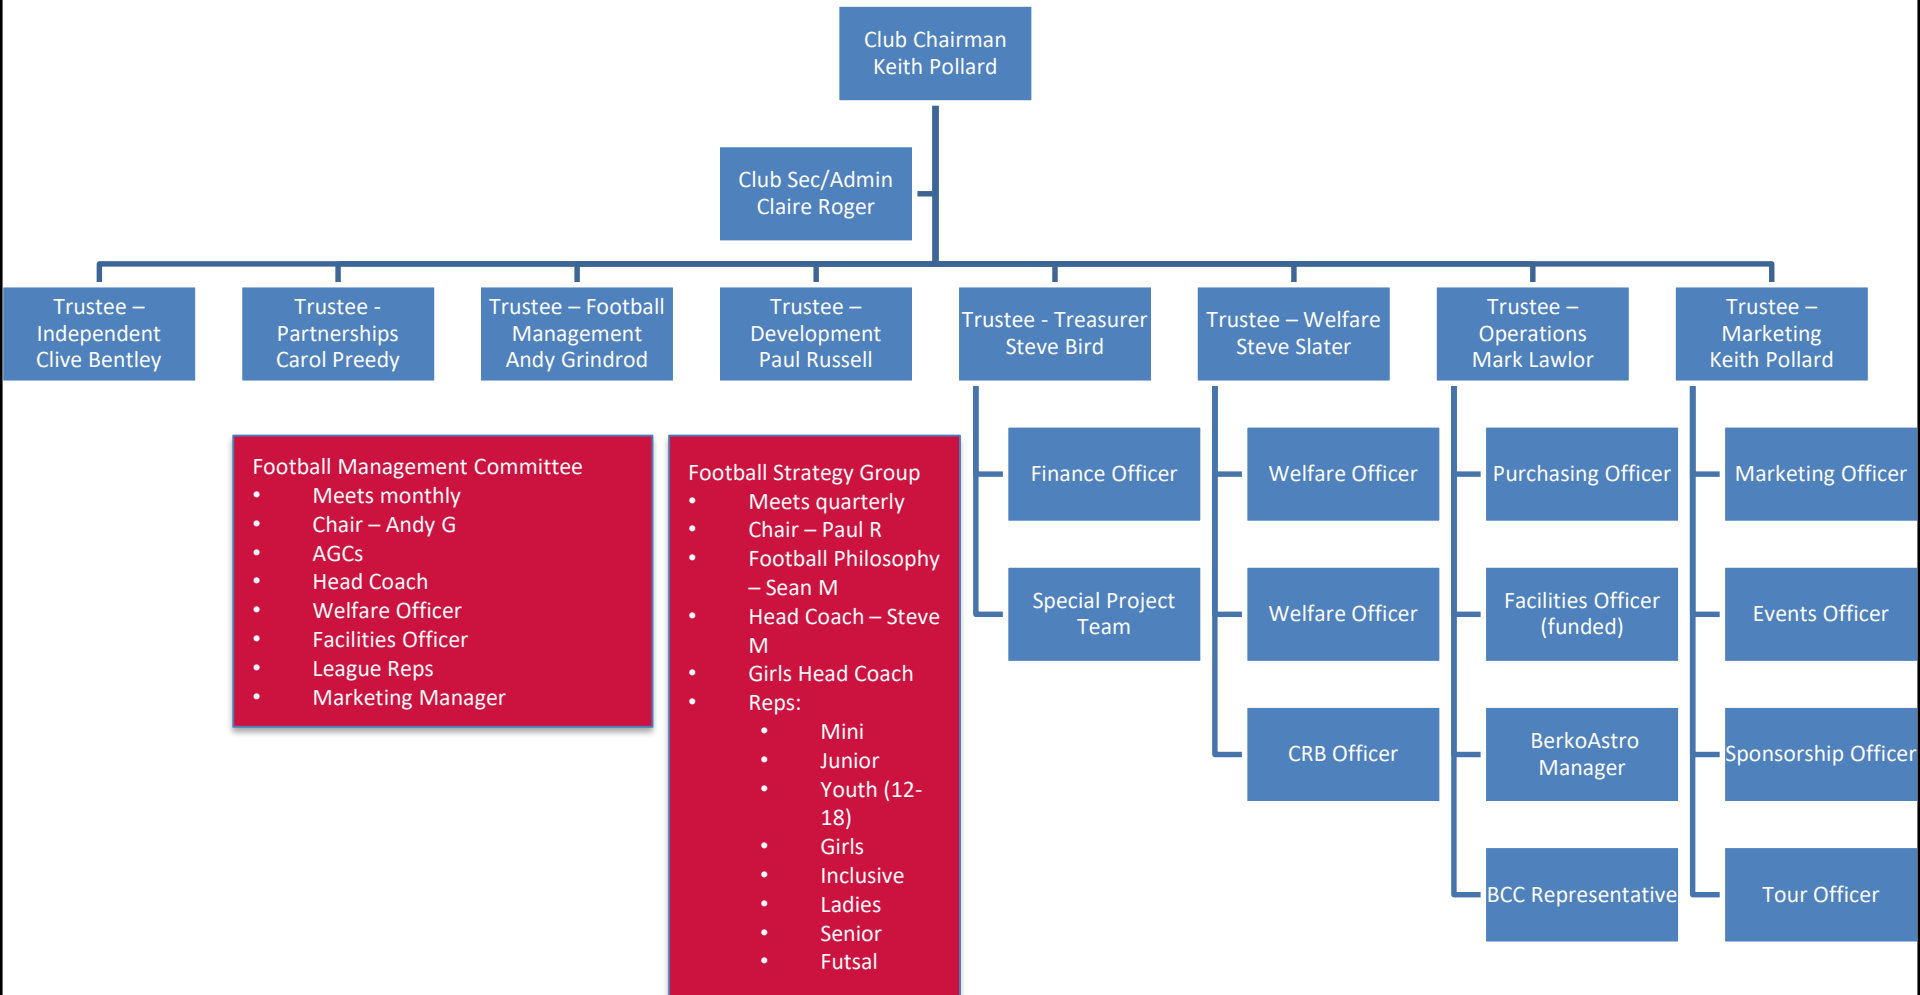 Club Chairman
Keith Pollard
Club Sec/Admin
Claire Roger
Trustee –
Independent
Clive Bentley
Trustee -
Partnerships
Carol Preedy
Trustee – Football
Management
Andy Grindrod
Trustee –
Development
Paul Russell
Trustee - Treasurer
Steve Bird
Trustee – Welfare
Steve Slater
Trustee –
Operations
Mark Lawlor
Trustee –
Marketing
Keith Pollard
Football Management Committee
• Meets monthly
• Chair – Andy G
• AGCs
• Head Coach
• Welfare Officer
• Facilities Officer
• League Reps
• Marketing Manager
Football Strategy Group
• Meets quarterly
• Chair – Paul R
• Football Philosophy
– Sean M
• Head Coach – Steve
M
• Girls Head Coach
• Reps:
• Mini
• Junior
• Youth (12-
18)
• Girls
• Inclusive
• Ladies
• Senior
• Futsal
Finance Officer
Special Project
Team
Welfare Officer
Welfare Officer
CRB Officer
Purchasing Officer
Facilities Officer
(funded)
BerkoAstro
Manager
BCC Representative
Marketing Officer
Events Officer
Sponsorship Officer
Tour Officer